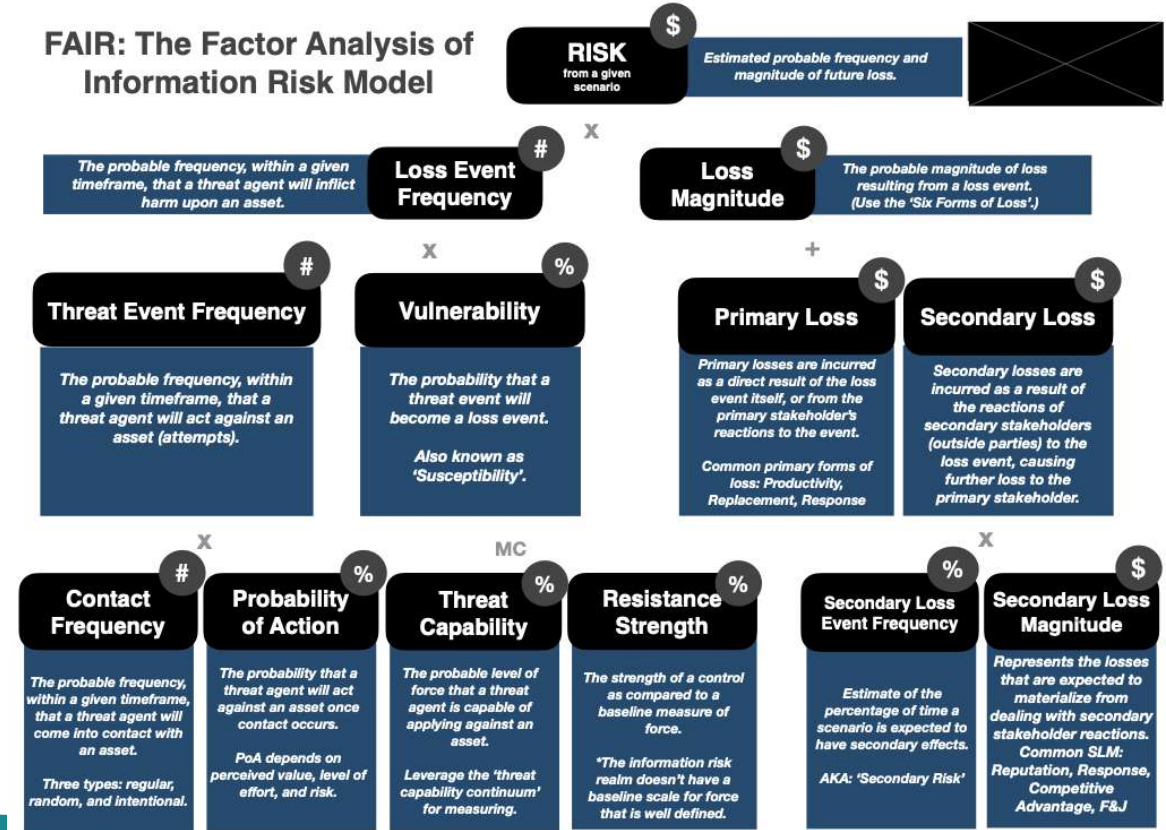 FAIR: The Factor Analysis of
Information Risk Model
$
RISK
from a given
scenario
Estimated probable frequency and
magnitude of future loss.
x
The probable frequency, within a given
timeframe, that a threat agent will inflict
harm upon an asset.
#
Loss Event
Frequency
$
Loss
Magnitude
The probable magnitude of loss
resulting from a loss event.
(Use the ‘Six Forms of Loss’.)
x
+
#
Threat Event Frequency
The probable frequency, within
a given timeframe, that a
threat agent will act against an
asset (attempts).
%
Vulnerability
The probability that a
threat event will
become a loss event.
Also known as
‘Susceptibility’.
$
Primary Loss
Primary losses are incurred
as a direct result of the loss
event itself, or from the
primary stakeholder’s
reactions to the event.
Common primary forms of
loss: Productivity,
Replacement, Response
$
Secondary Loss
Secondary losses are
incurred as a result of
the reactions of
secondary stakeholders
(outside parties) to the
loss event, causing
further loss to the
primary stakeholder.
x
MC
x
#
Contact
Frequency
The probable frequency,
within a given timeframe,
that a threat agent will
come into contact with
an asset.
Three types: regular,
random, and intentional.
%
Probability
of Action
The probability that a
threat agent will act
against an asset once
contact occurs.
PoA depends on
perceived value, level of
effort, and risk.
%
Threat
Capability
The probable level of
force that a threat
agent is capable of
applying against an
asset.
Leverage the ‘threat
capability continuum’
for measuring.
%
Resistance
Strength
The strength of a control
as compared to a
baseline measure of
force.
*The information risk
realm doesn’t have a
baseline scale for force
that is well defined.
%
Secondary Loss
Event Frequency
Estimate of the
percentage of time a
scenario is expected to
have secondary effects.
AKA: ‘Secondary Risk’
$
Secondary Loss
Magnitude
Represents the losses
that are expected to
materialize from
dealing with secondary
stakeholder reactions.
Common SLM:
Reputation, Response,
Competitive
Advantage, F&J